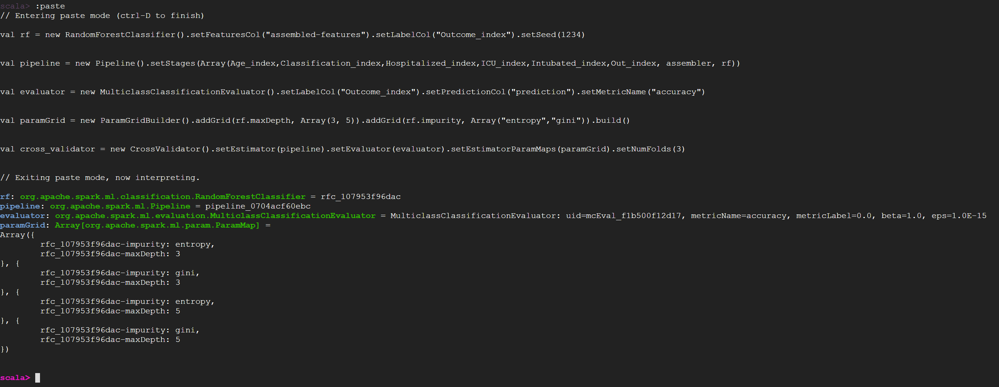 scala> :paste
// Entering paste mode (ctrl-D to finish)
val rf = new RandomForestClassifier().setFeaturesCol("assembled-features").setLabelCol("Outcome_index").setSeed(1234)
val pipeline = new Pipeline().setStages(Array(Age_index,Classification_index,Hospitalized_index,ICU_index,Intubated_index,Out_index, assembler, rf))
val evaluator = new MulticlassClassificationEvaluator().setLabelCol("Outcome_index").setPredictionCol("prediction").setMetricName("accuracy")
val paramGrid = new ParamGridBuilder().addGrid(rf.maxDepth, Array(3, 5)).addGrid(rf.impurity, Array("entropy","gini")).build()
val cross_validator = new CrossValidator().setEstimator(pipeline).setEvaluator(evaluator).setEstimatorParamMaps(paramGrid).setNumFolds(3)
// Exiting paste mode, now interpreting.
rf: org.apache.spark.ml.classification.RandomForestClassifier = rfc_107953f96dac
pipeline: org.apache.spark.ml.Pipeline = pipeline_0704acf60ebc
evaluator: org.apache.spark.ml.evaluation.MulticlassClassificationEvaluator = MulticlassClassificationEvaluator: uid=mcEval_f1b500f12d17, metricName=accuracy, metricLabel=0.0, beta=1.0, eps=1.0E-15
paramGrid: Array[org.apache.spark.ml.param.ParamMap] =
Array({
rfc_107953f96dac-impurity: entropy,
rfc_107953f96dac-maxDepth: 3
}, {
rfc_107953f96dac-impurity: gini,
rfc_107953f96dac-maxDepth: 3
}, {
rfc_107953f96dac-impurity: entropy,
rfc_107953f96dac-maxDepth: 5
}, {
rfc_107953f96dac-impurity: gini,
rfc_107953f96dac-maxDepth: 5
})
scala>